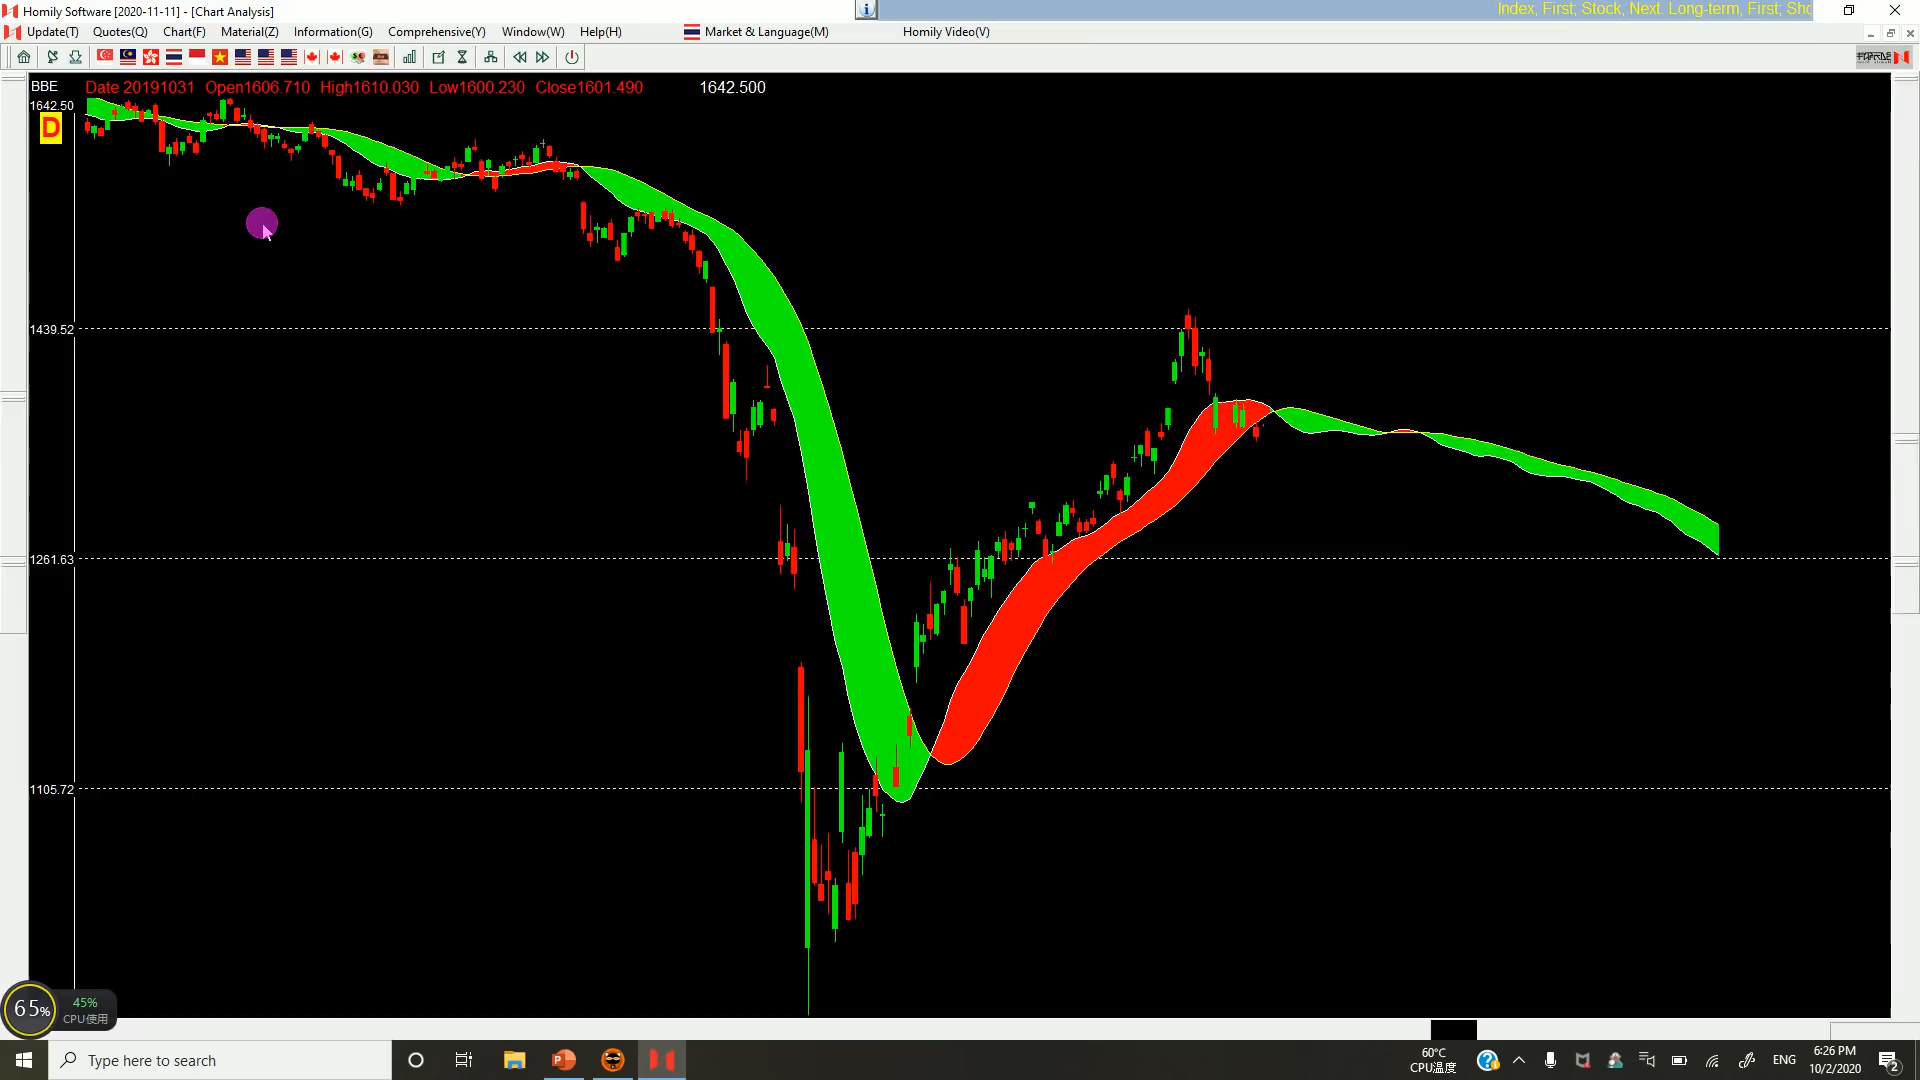 Homily Software [2020-11-11] - [Chart Analysis]
Index, First; Stock, Next. Long-term, First; Sho
Update(T) Quotes(Q) Chart(F) Material(Z) Information(G) Comprehensive(Y) Window(W) Help(H) Market & Language(M) Homily Video(V)
BBE Date 20191031 Open1606.710 High1610.030 Low1600.230 Close1601.490 1642.500
1642.50
D
1439.52
1261.63
1105.72
65%
45%
CPU使用
Type here to search
60°C
CPU温度
ENG
6:26 PM
10/2/2020
2